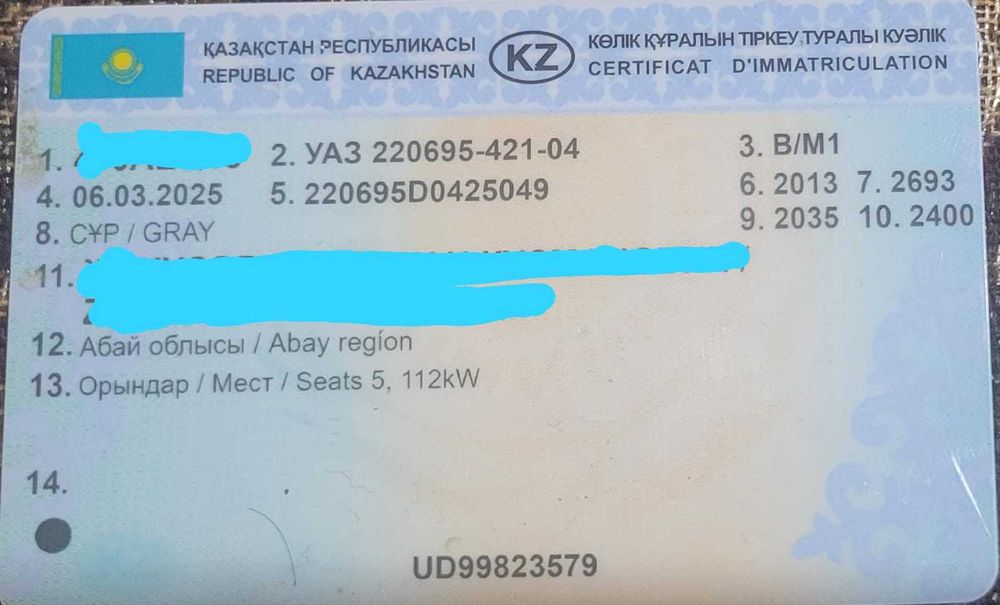 ҚАЗАҚСТАН РЕСПУБЛИКАСЫ
REPUBLIC OF KAZAKHSTAN
KZ
КӨЛІК ҚҰРАЛЫН ТІРКЕУ ТУРАЛЫ КУӘЛІК
CERTIFICAT D'IMMATRICULATION
1.
2. УАЗ 220695-421-04
3. B/M1
4. 06.03.2025
5. 220695D0425049
6. 2013 7. 2693
8. СҰР / GRAY
9. 2035 10. 2400
11.
12. Абай облысы / Abay region
13. Орындар / Мест / Seats 5, 112kW
14.
UD99823579